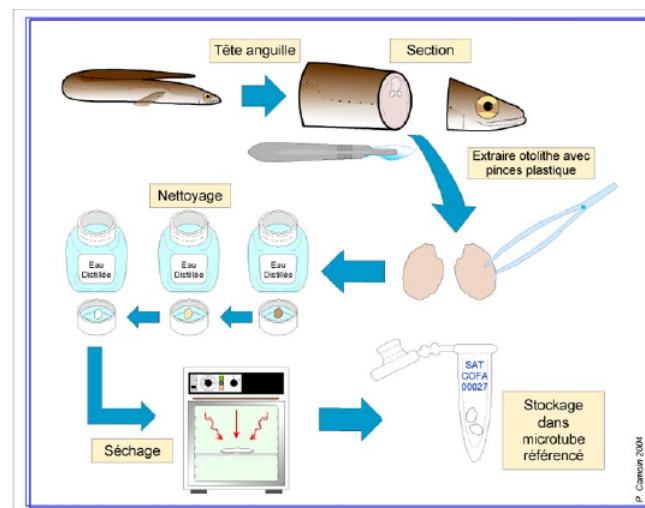 Tête anguille
Section
Extraire otolithe avec
pinces plastique
Nettoyage
Eau
Distillée
Eau
Distillée
Eau
Distillée
Séchage
SAT
COFA
00027
Stockage
dans
microtube
référencé
P. Camoin 2004